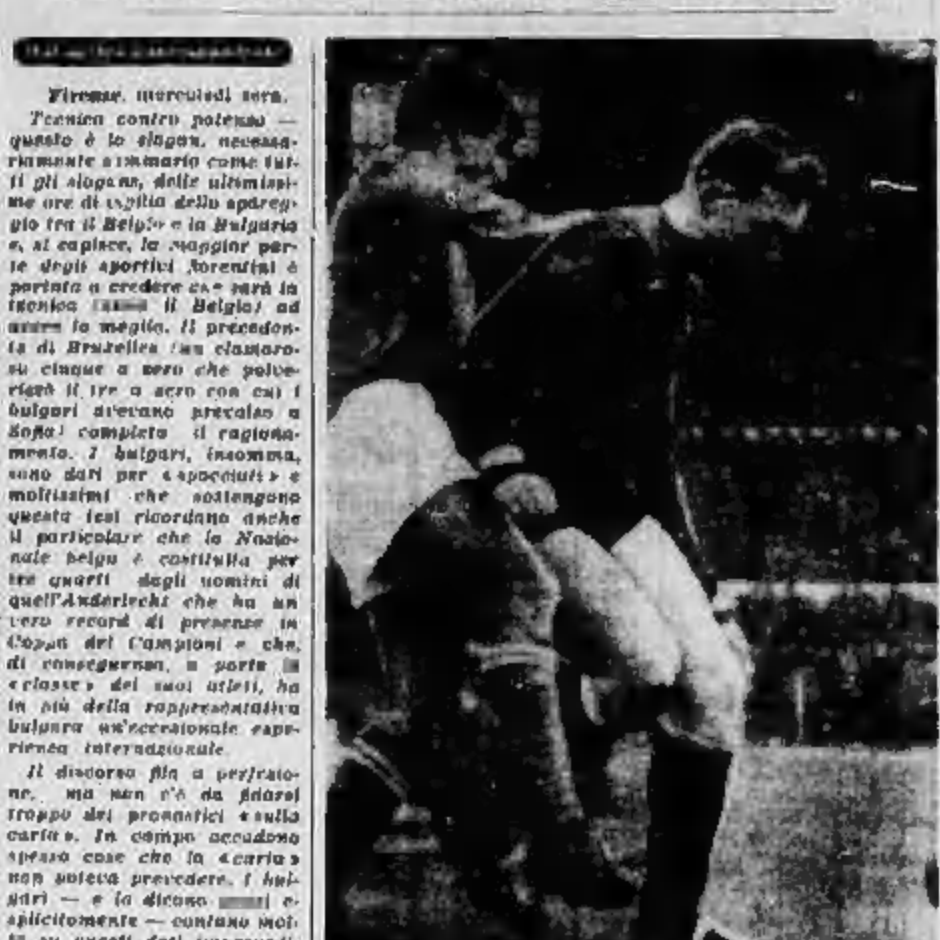 Firenze, mercoledì sera.
Tecnica contro potenza —
questo è lo slogan, necessa-
riamente sommario come tut-
ti gli slogans, delle ultimissi-
me ore di vigilia dello spareg-
gio tra il Belgio e la Bulgaria
e, si capisce, la maggior par-
te degli sportivi fiorentini è
portata a credere che sarà la
tecnica il Belgio) ad
avere la meglio. Il preceden-
te di Bruxelles (un clamoro-
so cinque a zero che polve-
rizzò il tre a zero con cui i
bulgari avevano prevalso a
Sofia) completa il ragiona-
mento. I bulgari, insomma,
sono dati per «spacciati» e
moltissimi che sostengono
questa tesi ricordano anche
il particolare che la Nazio-
nale belga è costituita per
tre quarti dagli uomini di
quell'Anderlecht che ha un
vero record di presenze in
Coppa dei Campioni e che,
di conseguenza, a parte la
«classe» dei suoi atleti, ha
in più della rappresentativa
bulgara un'eccezionale espe-
rienza internazionale.
Il discorso fila a perfezio-
ne, ma non c'è da fidarsi
troppo dei pronostici «sulla
carta». In campo accadono
spesso cose che la «carta»
non poteva prevedere. I bul-
gari — e lo dicono e-
splicitamente — contano mol-